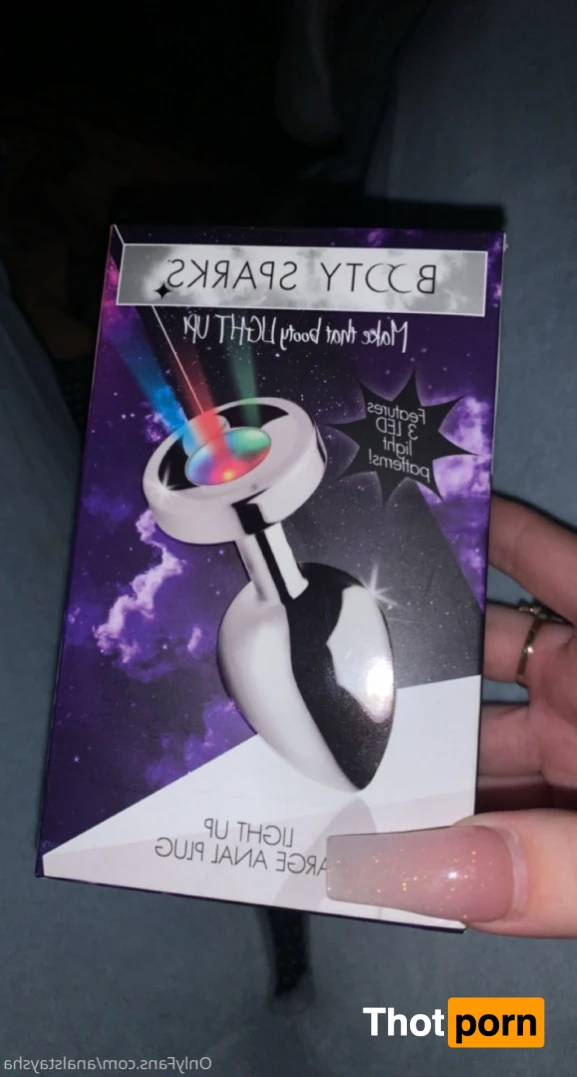 BOOTY SPARKS
Make that booty LIGHT UP!
Features
3 LED
light
patterns!
LIGHT UP
ARGE ANAL PLUG
Thotporn
OnlyFans.com/analstaysha